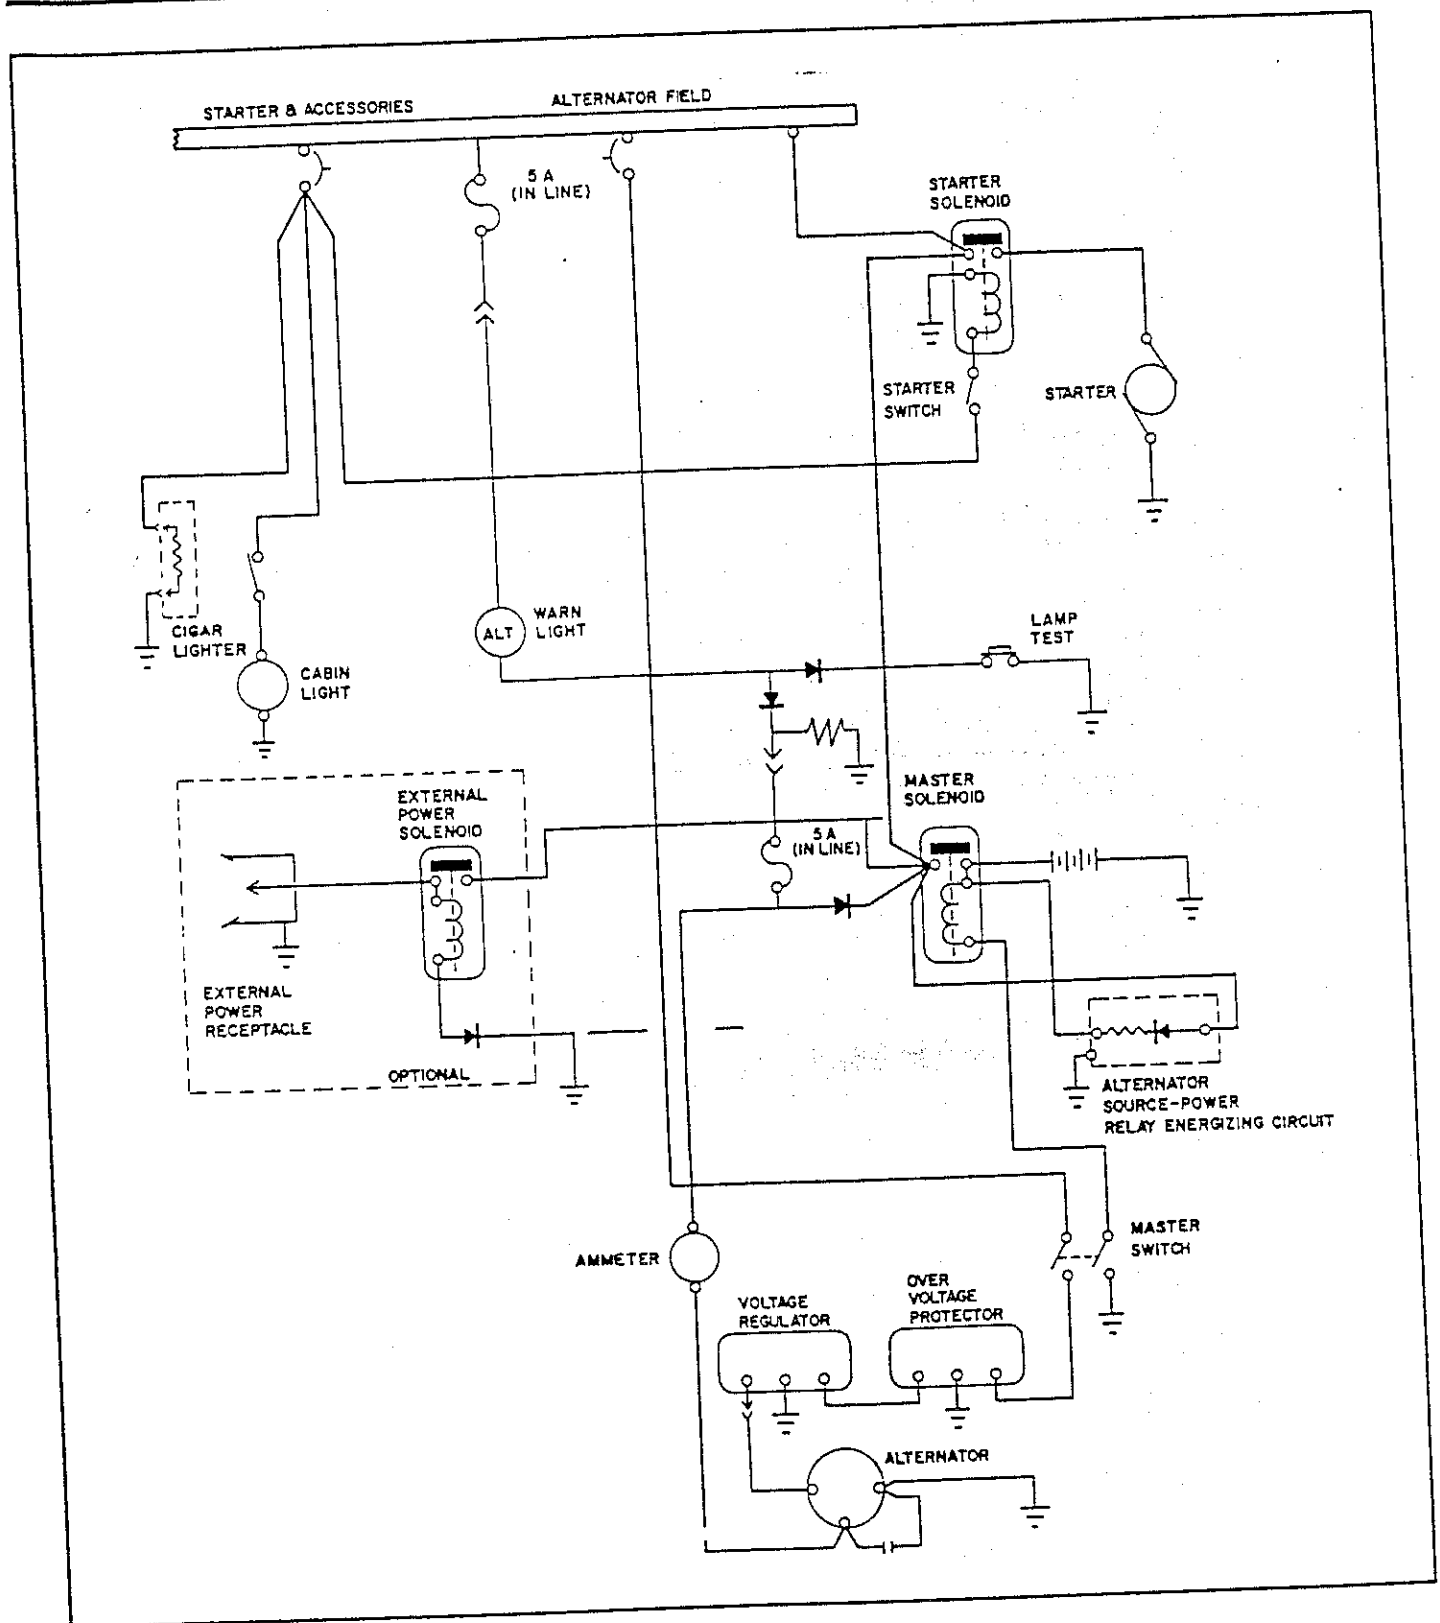 STARTER & ACCESSORIES
ALTERNATOR FIELD
5 A
(IN LINE)
STARTER
SOLENOID
STARTER
SWITCH
STARTER
WARN
LIGHT
ALT
LAMP
TEST
CIGAR
LIGHTER
CABIN
LIGHT
EXTERNAL
POWER
SOLENOID
MASTER
SOLENOID
5 A
(IN LINE)
EXTERNAL
POWER
RECEPTACLE
OPTIONAL
ALTERNATOR
SOURCE-POWER
RELAY ENERGIZING CIRCUIT
MASTER
SWITCH
AMMETER
VOLTAGE
REGULATOR
OVER
VOLTAGE
PROTECTOR
ALTERNATOR